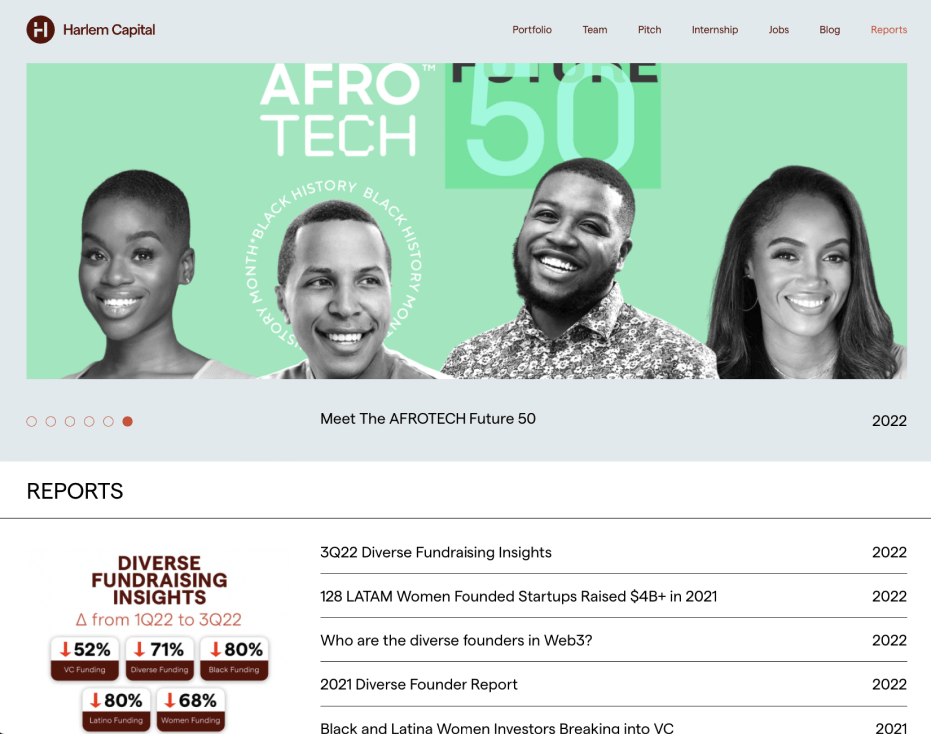 Harlem Capital
Portfolio Team Pitch Internship Jobs Blog Reports
AFRO™ FUTURE
TECH 50
MONTH*BLACK HISTORY BLACK HISTORY MON
STORY
Meet The AFROTECH Future 50 2022
REPORTS
DIVERSE
FUNDRAISING
INSIGHTS
Δ from 1Q22 to 3Q22
↓52% ↓71% ↓80%
VC Funding Diverse Funding Black Funding
↓80% ↓68%
Latino Funding Women Funding
3Q22 Diverse Fundraising Insights 2022
128 LATAM Women Founded Startups Raised $4B+ in 2021 2022
Who are the diverse founders in Web3? 2022
2021 Diverse Founder Report 2022
Black and Latina Women Investors Breaking into VC 2021